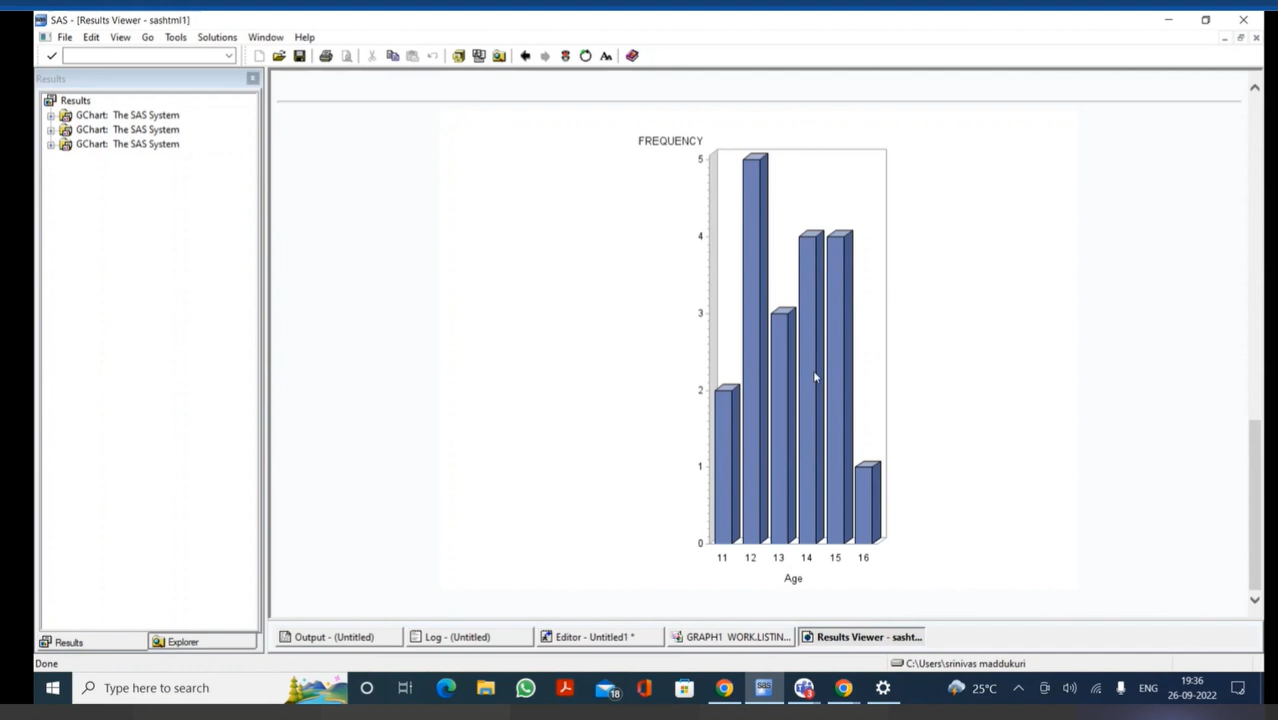 SAS - [Results Viewer - sashtml1]
File Edit View Go Tools Solutions Window Help
Results
Results
GChart: The SAS System
GChart: The SAS System
GChart: The SAS System
FREQUENCY
5
4
3
2
1
0
11 12 13 14 15 16
Age
Results Explorer
Output - (Untitled) Log - (Untitled) Editor - Untitled1 * GRAPH1 WORK.LISTIN... Results Viewer - sasht...
Done C:\Users\srinivas maddukuri
Type here to search 18 sas 25°C ENG 19:36
26-09-2022